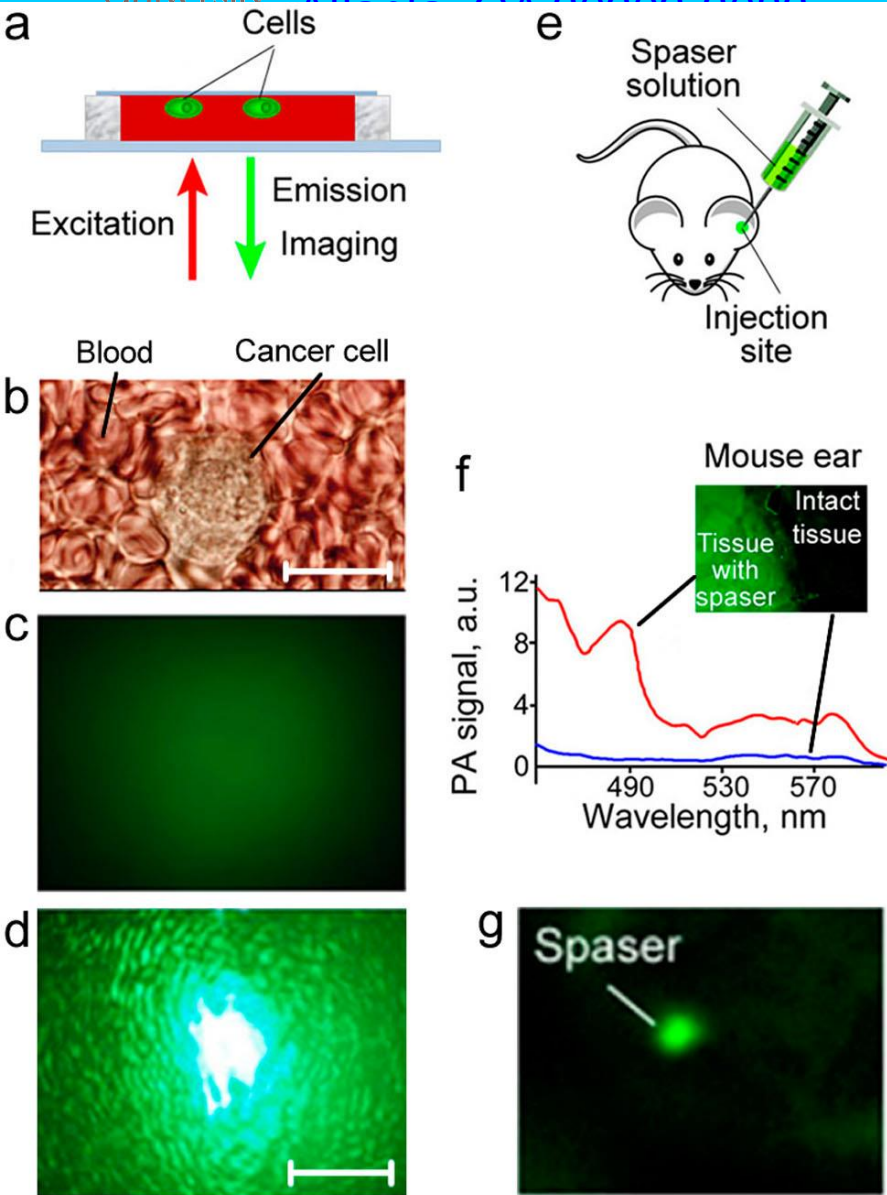 a
Cells
Excitation
Emission
Imaging
Blood
Cancer cell
b
c
d
e
Spaser
solution
Injection
site
f
Mouse ear
Intact
tissue
Tissue
with
spaser
12
8
4
0
PA signal, a.u.
490
530
570
Wavelength, nm
g
Spaser